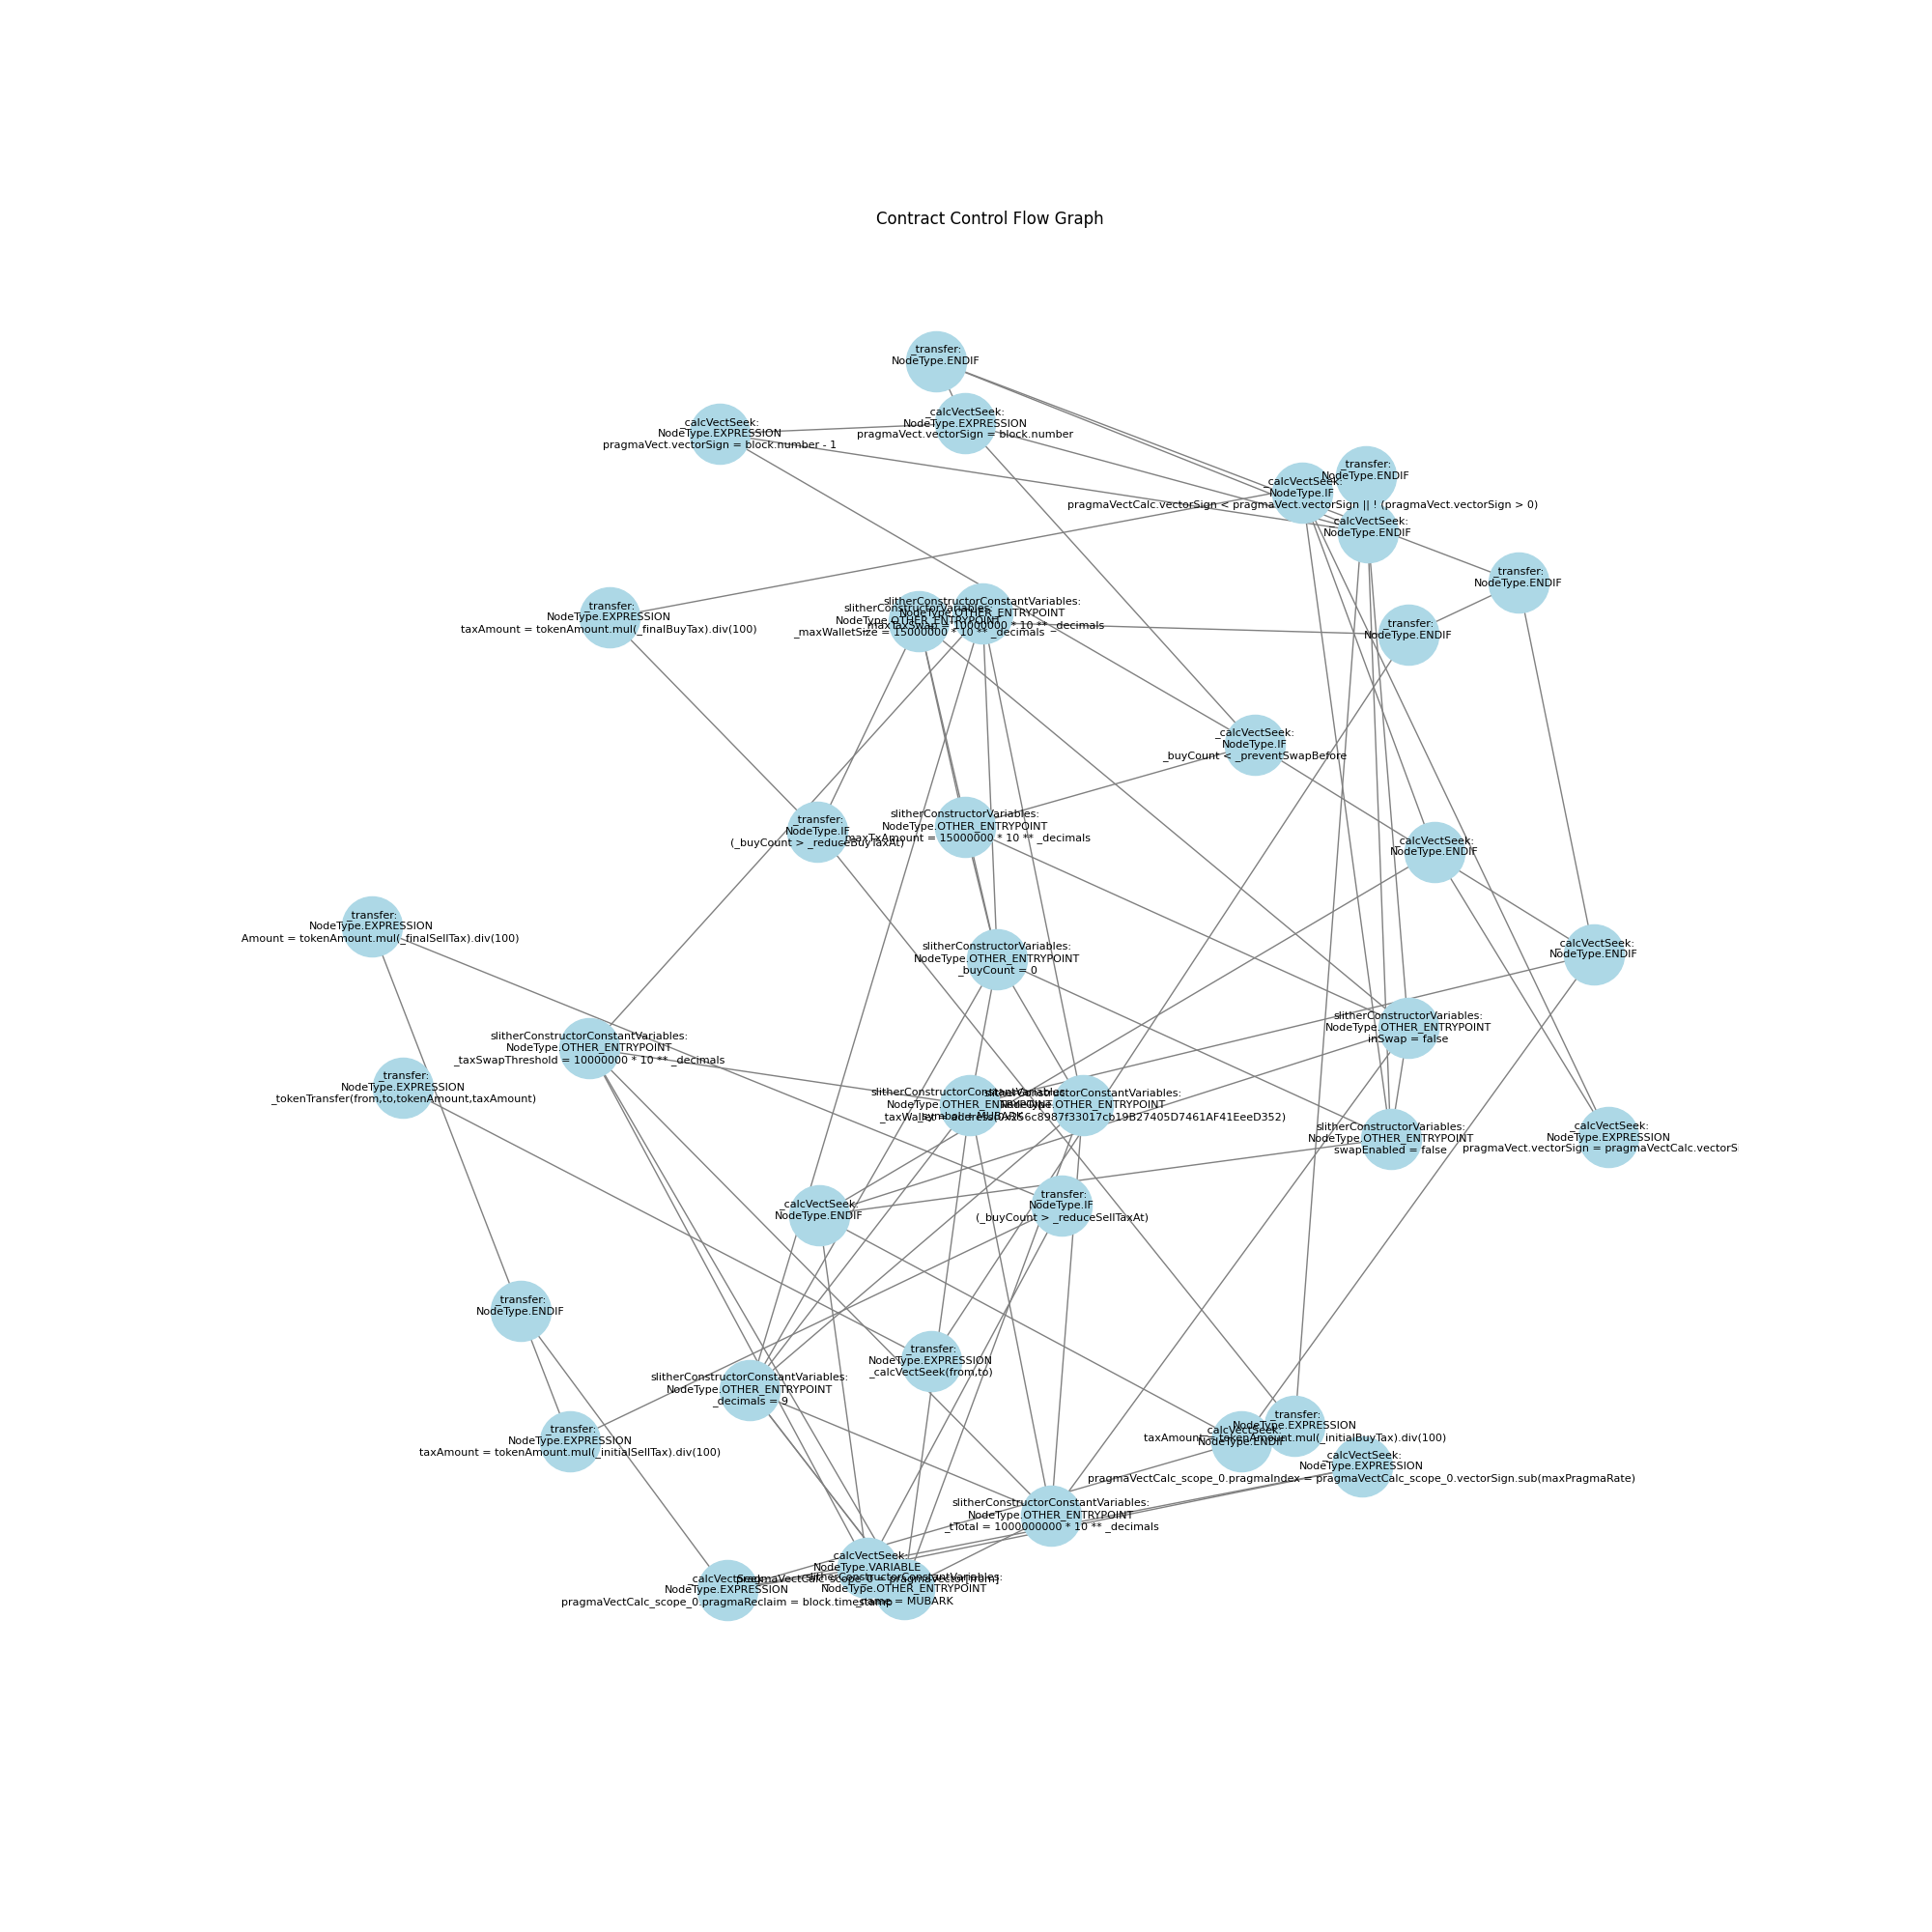 Contract Control Flow Graph
_transfer:
NodeType.ENDIF
_calcVectSeek:
NodeType.EXPRESSION
pragmaVect.vectorSign = block.number
_calcVectSeek:
NodeType.EXPRESSION
pragmaVect.vectorSign = block.number - 1
_transfer:
NodeType.ENDIF
_calcVectSeek:
NodeType.IF
pragmaVectCalc.vectorSign < pragmaVect.vectorSign || ! (pragmaVect.vectorSign > 0)
_calcVectSeek:
NodeType.ENDIF
_transfer:
NodeType.ENDIF
_transfer:
NodeType.EXPRESSION
taxAmount = tokenAmount.mul(_finalBuyTax).div(100)
slitherConstructorConstantVariables:
NodeType.OTHER_ENTRYPOINT
_maxTaxSwap = 10000000 * 10 ** _decimals
slitherConstructorVariables:
NodeType.OTHER_ENTRYPOINT
_maxWalletSize = 15000000 * 10 ** _decimals
_transfer:
NodeType.ENDIF
_calcVectSeek:
NodeType.IF
_buyCount < _preventSwapBefore
_transfer:
NodeType.IF
(_buyCount > _reduceBuyTaxAt)
slitherConstructorVariables:
NodeType.OTHER_ENTRYPOINT
_maxTxAmount = 15000000 * 10 ** _decimals
_calcVectSeek:
NodeType.ENDIF
_transfer:
NodeType.EXPRESSION
Amount = tokenAmount.mul(_finalSellTax).div(100)
slitherConstructorVariables:
NodeType.OTHER_ENTRYPOINT
_buyCount = 0
_calcVectSeek:
NodeType.ENDIF
slitherConstructorVariables:
NodeType.OTHER_ENTRYPOINT
inSwap = false
slitherConstructorConstantVariables:
NodeType.OTHER_ENTRYPOINT
_taxSwapThreshold = 10000000 * 10 ** _decimals
_transfer:
NodeType.EXPRESSION
_tokenTransfer(from,to,tokenAmount,taxAmount)
slitherConstructorConstantVariables:
NodeType.OTHER_ENTRYPOINT
_symbol = MUBARK
slitherConstructorConstantVariables:
NodeType.OTHER_ENTRYPOINT
slitherConstructorVariables:
NodeType.OTHER_ENTRYPOINT
swapEnabled = false
_calcVectSeek:
NodeType.EXPRESSION
pragmaVect.vectorSign = pragmaVectCalc.vectorSi
_calcVectSeek:
NodeType.ENDIF
_transfer:
NodeType.IF
(_buyCount > _reduceSellTaxAt)
_transfer:
NodeType.ENDIF
_transfer:
NodeType.EXPRESSION
_calcVectSeek(from,to)
slitherConstructorConstantVariables:
NodeType.OTHER_ENTRYPOINT
_decimals = 9
_transfer:
NodeType.EXPRESSION
taxAmount = tokenAmount.mul(_initialSellTax).div(100)
_transfer:
NodeType.EXPRESSION
taxAmount = tokenAmount.mul(_initialBuyTax).div(100)
_calcVectSeek:
NodeType.ENDIF
_calcVectSeek:
NodeType.EXPRESSION
pragmaVectCalc_scope_0.pragmaIndex = pragmaVectCalc_scope_0.vectorSign.sub(maxPragmaRate)
slitherConstructorConstantVariables:
NodeType.OTHER_ENTRYPOINT
_tTotal = 1000000000 * 10 ** _decimals
_calcVectSeek:
NodeType.VARIABLE
pragmaVectCalc_scope_0 = pragmaVector[from]
_calcVectSeek:
NodeType.EXPRESSION
pragmaVectCalc_scope_0.pragmaReclaim = block.timestamp
slitherConstructorConstantVariables:
NodeType.OTHER_ENTRYPOINT
_name = MUBARK